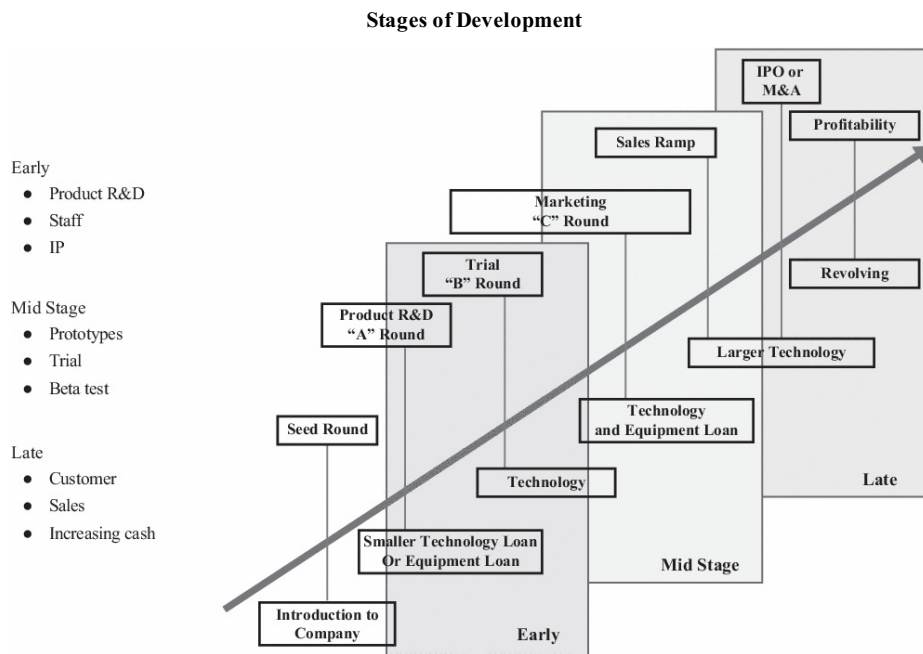 Stages of Development
Early
● Product R&D
● Staff
● IP
Mid Stage
● Prototypes
● Trial
● Beta test
Late
● Customer
● Sales
● Increasing cash
IPO or
M&A
Profitability
Sales Ramp
Marketing
“C” Round
Trial
“B” Round
Product R&D
“A” Round
Seed Round
Revolving
Larger Technology
Technology
and Equipment Loan
Technology
Smaller Technology Loan
Or Equipment Loan
Introduction to
Company
Early
Mid Stage
Late